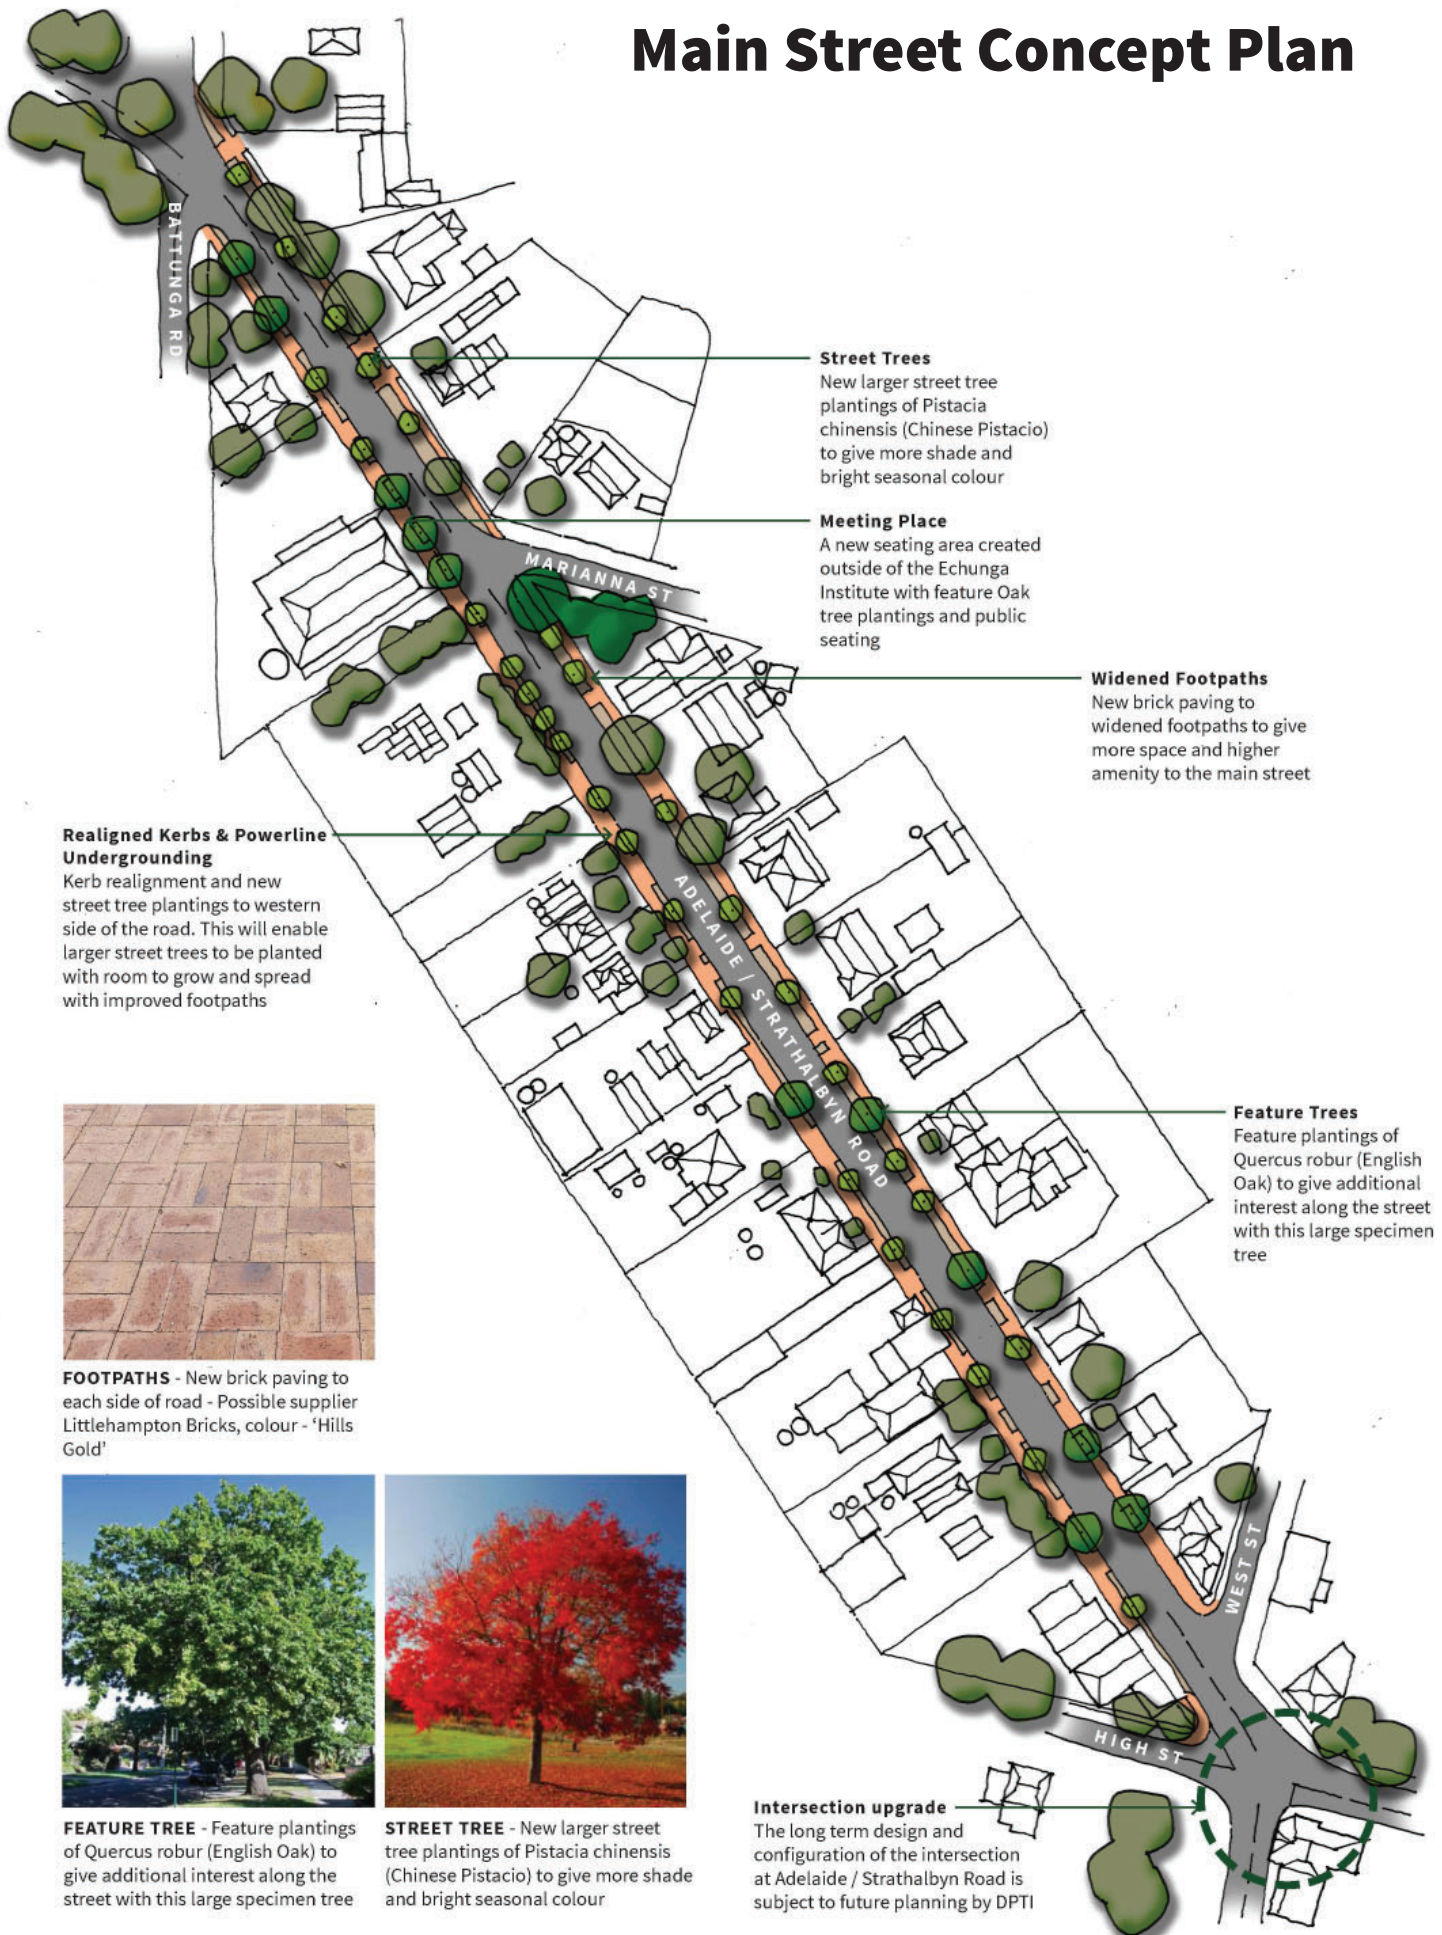 Main Street Concept Plan
BATTUNGA RD
Street Trees
New larger street tree
plantings of Pistacia
chinensis (Chinese Pistacio)
to give more shade and
bright seasonal colour
Meeting Place
A new seating area created
outside of the Echunga
Institute with feature Oak
tree plantings and public
seating
MARIANNA ST
Widened Footpaths
New brick paving to
widened footpaths to give
more space and higher
amenity to the main street
Realigned Kerbs & Powerline
Undergrounding
Kerb realignment and new
street tree plantings to western
side of the road. This will enable
larger street trees to be planted
with room to grow and spread
with improved footpaths
ADELAIDE / STRATHALBYN ROAD
Feature Trees
Feature plantings of
Quercus robur (English
Oak) to give additional
interest along the street
with this large specimen
tree
FOOTPATHS - New brick paving to
each side of road - Possible supplier
Littlehampton Bricks, colour - ‘Hills
Gold’
WEST ST
HIGH ST
FEATURE TREE - Feature plantings
of Quercus robur (English Oak) to
give additional interest along the
street with this large specimen tree
STREET TREE - New larger street
tree plantings of Pistacia chinensis
(Chinese Pistacio) to give more shade
and bright seasonal colour
Intersection upgrade
The long term design and
configuration of the intersection
at Adelaide / Strathalbyn Road is
subject to future planning by DPTI